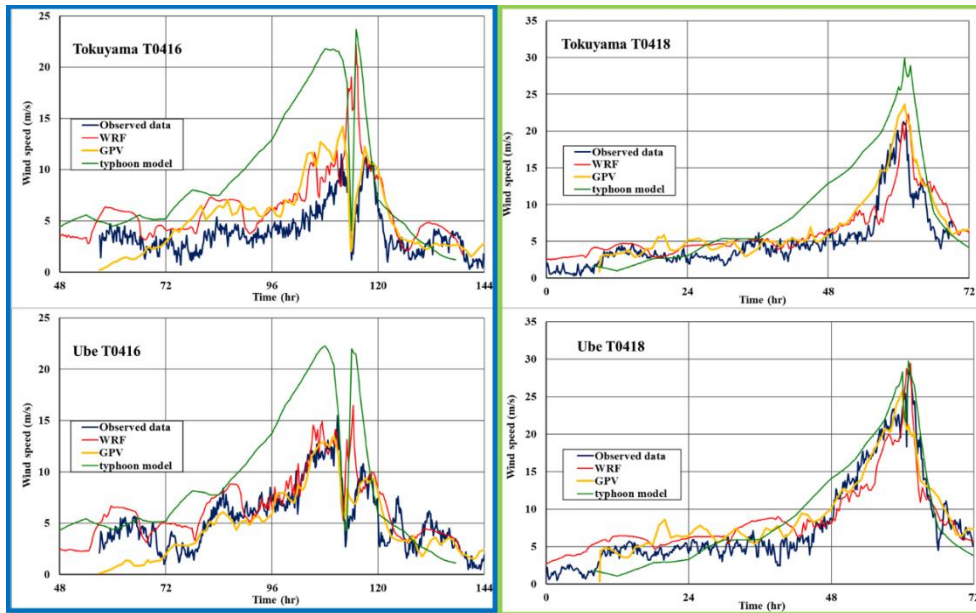 Tokuyama T0416
Wind speed (m/s)
25
20
15
10
5
0
Observed data
WRF
GPV
typhoon model
48
72
96
120
144
Time (hr)
Tokuyama T0418
Wind speed (m/s)
35
30
25
20
15
10
5
0
Observed data
WRF
GPV
typhoon model
0
24
48
72
Time (hr)
Ube T0416
Wind speed (m/s)
25
20
15
10
5
0
Observed data
WRF
GPV
typhoon model
48
72
96
120
144
Time (hr)
Ube T0418
Wind speed (m/s)
35
30
25
20
15
10
5
0
Observed data
WRF
GPV
typhoon model
0
24
48
72
Time (hr)